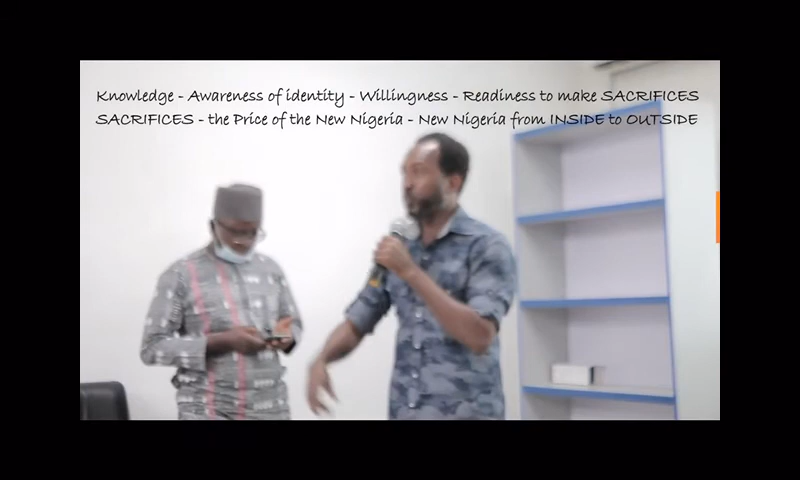 Knowledge - Awareness of identity - Willingness - Readiness to make SACRIFICES
SACRIFICES - the Price of the New Nigeria - New Nigeria from INSIDE to OUTSIDE